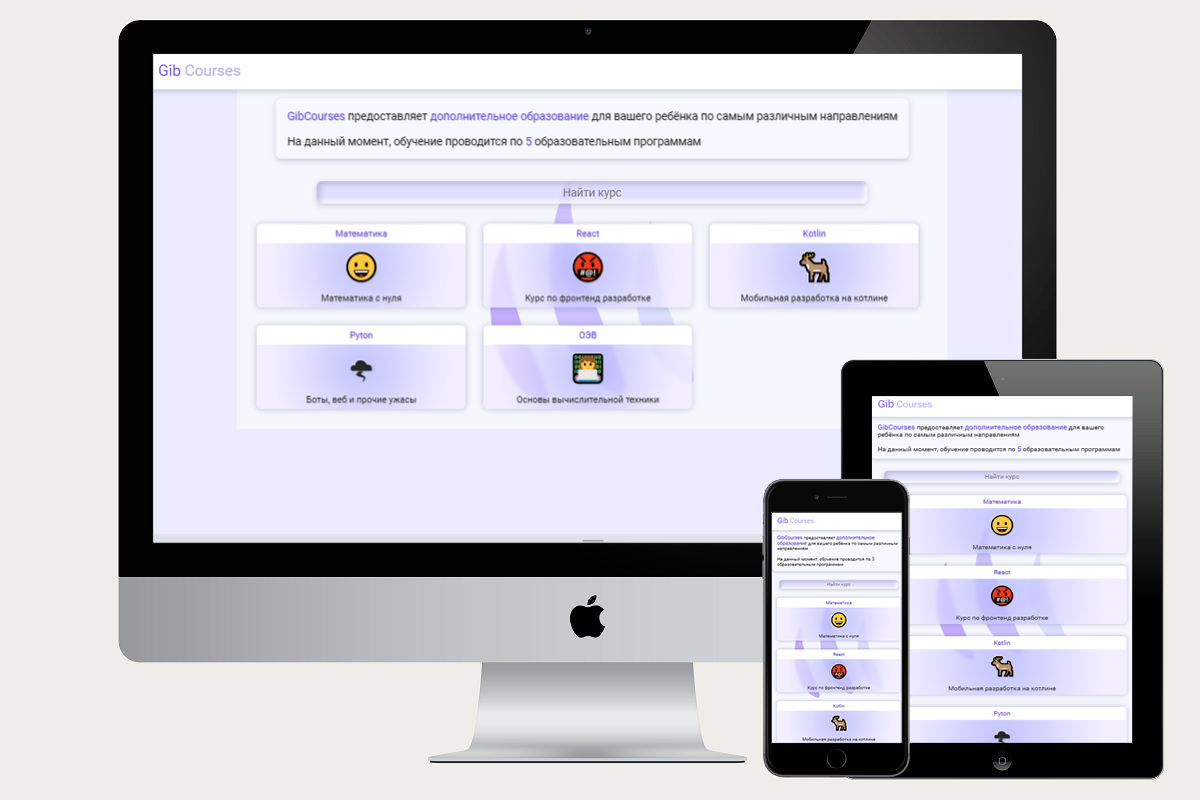 Gib Courses
GibCourses предоставляет дополнительное образование для вашего ребёнка по самым различным направлениям
На данный момент, обучение проводится по 5 образовательным программам
Найти курс
Математика
Математика с нуля
React
#@!
Курс по фронтенд разработке
Kotlin
Мобильная разработка на котлине
Pyton
Боты, веб и прочие ужасы
ОЭВ
Основы вычислительной техники
Gib Courses
GibCourses предоставляет дополнительное образование для вашего
ребёнка по самым различным направлениям
На данный момент, обучение проводится по 5 образовательным программам
Найти курс
Математика
Математика с нуля
React
#@!
Курс по фронтенд разработке
Kotlin
Мобильная разработка на котлине
Pyton
Gib Courses
GibCourses предоставляет дополнительное
образование для вашего ребёнка по самым различным
направлениям
На данный момент, обучение проводится по 5
образовательным программам
Найти курс
Математика
Математика с нуля
React
Курс по фронтенд разработке
Kotlin
Мобильная разработка на котлине